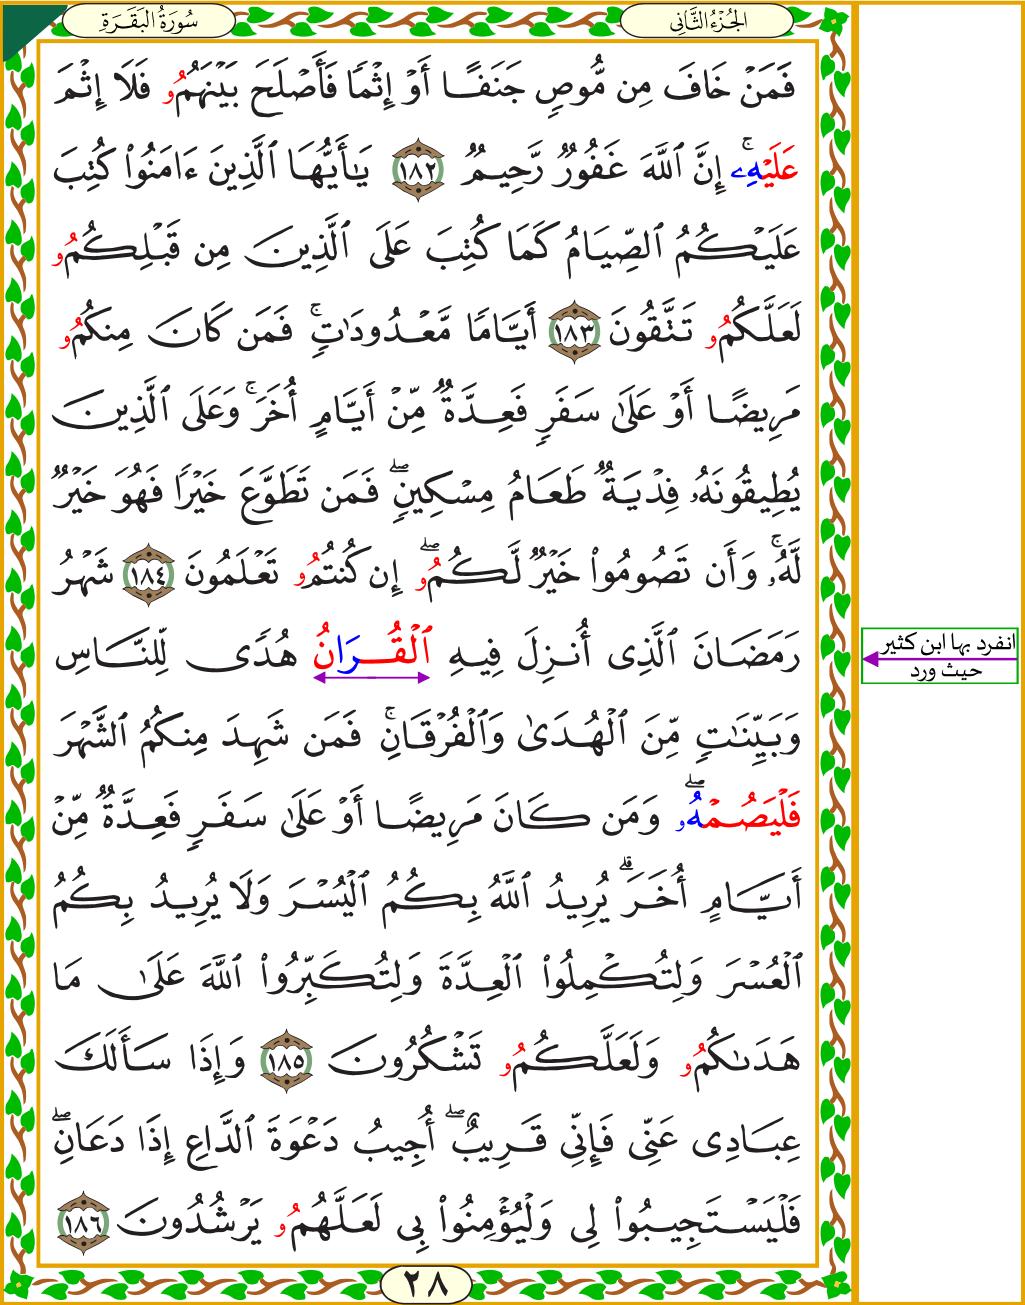 الجُزْءُ الثَّانِي
سُورَةُ البَقَرَةِ
فَمَنْ خَافَ مِن مُّوصٍ جَنَفًا أَوْ إِثْمًا فَأَصْلَحَ بَيْنَهُمُو فَلَا إِثْمَ
عَلَيْهِۦۚ إِنَّ ٱللَّهَ غَفُورٌ رَّحِيمٌ ١٨٢ يَٰأَيُّهَا ٱلَّذِينَ ءَامَنُوا۟ كُتِبَ
عَلَيْكُمُ ٱلصِّيَامُ كَمَا كُتِبَ عَلَى ٱلَّذِينَ مِن قَبْلِكُمُو
لَعَلَّكُمُو تَتَّقُونَ ١٨٣ أَيَّامًا مَّعْدُودَٰتٍۚ فَمَن كَانَ مِنكُمُو
مَرِيضًا أَوْ عَلَىٰ سَفَرٍ فَعِدَّةٌ مِّنْ أَيَّامٍ أُخَرَۚ وَعَلَى ٱلَّذِينَ
يُطِيقُونَهُۥ فِدْيَةٌ طَعَامُ مِسْكِينٍۖ فَمَن تَطَوَّعَ خَيْرًا فَهُوَ خَيْرٌ
لَّهُۥۚ وَأَن تَصُومُوا۟ خَيْرٌ لَّكُمُوۖ إِن كُنتُمُو تَعْلَمُونَ ١٨٤ شَهْرُ
رَمَضَانَ ٱلَّذِى أُنزِلَ فِيهِ ٱلْقُرَانُ هُدًى لِّلنَّاسِ
وَبَيِّنَٰتٍ مِّنَ ٱلْهُدَىٰ وَٱلْفُرْقَانِۚ فَمَن شَهِدَ مِنكُمُ ٱلشَّهْرَ
فَلْيَصُمْهُۥۖ وَمَن كَانَ مَرِيضًا أَوْ عَلَىٰ سَفَرٍ فَعِدَّةٌ مِّنْ
أَيَّامٍ أُخَرَۗ يُرِيدُ ٱللَّهُ بِكُمُ ٱلْيُسْرَ وَلَا يُرِيدُ بِكُمُ
ٱلْعُسْرَ وَلِتُكْمِلُوا۟ ٱلْعِدَّةَ وَلِتُكَبِّرُوا۟ ٱللَّهَ عَلَىٰ مَا
هَدَىٰكُمُو وَلَعَلَّكُمُو تَشْكُرُونَ ١٨٥ وَإِذَا سَأَلَكَ
عِبَادِى عَنِّى فَإِنِّى قَرِيبٌۖ أُجِيبُ دَعْوَةَ ٱلدَّاعِ إِذَا دَعَانِۖ
فَلْيَسْتَجِيبُوا۟ لِى وَلْيُؤْمِنُوا۟ بِى لَعَلَّهُمُو يَرْشُدُونَ ١٨٦
انفرد بها ابن كثير
حيث ورد
٢٨